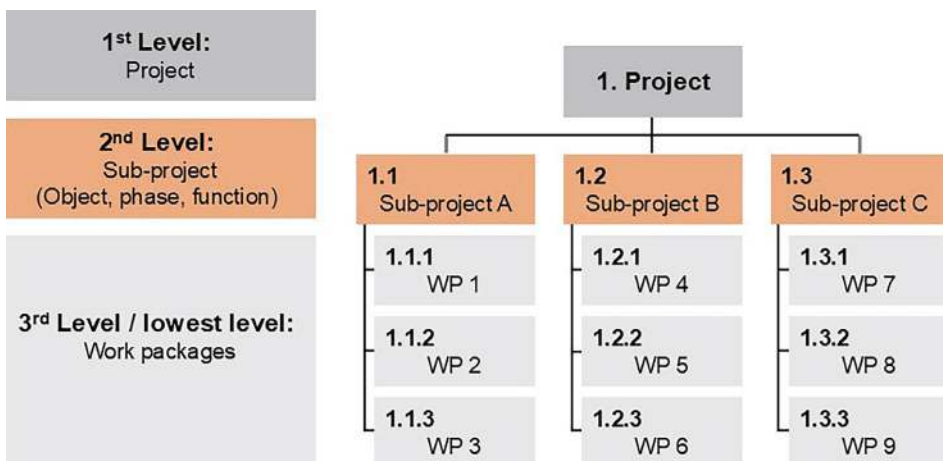 1st Level:
Project
2nd Level:
Sub-project
(Object, phase, function)
3rd Level / lowest level:
Work packages
1. Project
1.1
Sub-project A
1.1.1
WP 1
1.1.2
WP 2
1.1.3
WP 3
1.2
Sub-project B
1.2.1
WP 4
1.2.2
WP 5
1.2.3
WP 6
1.3
Sub-project C
1.3.1
WP 7
1.3.2
WP 8
1.3.3
WP 9